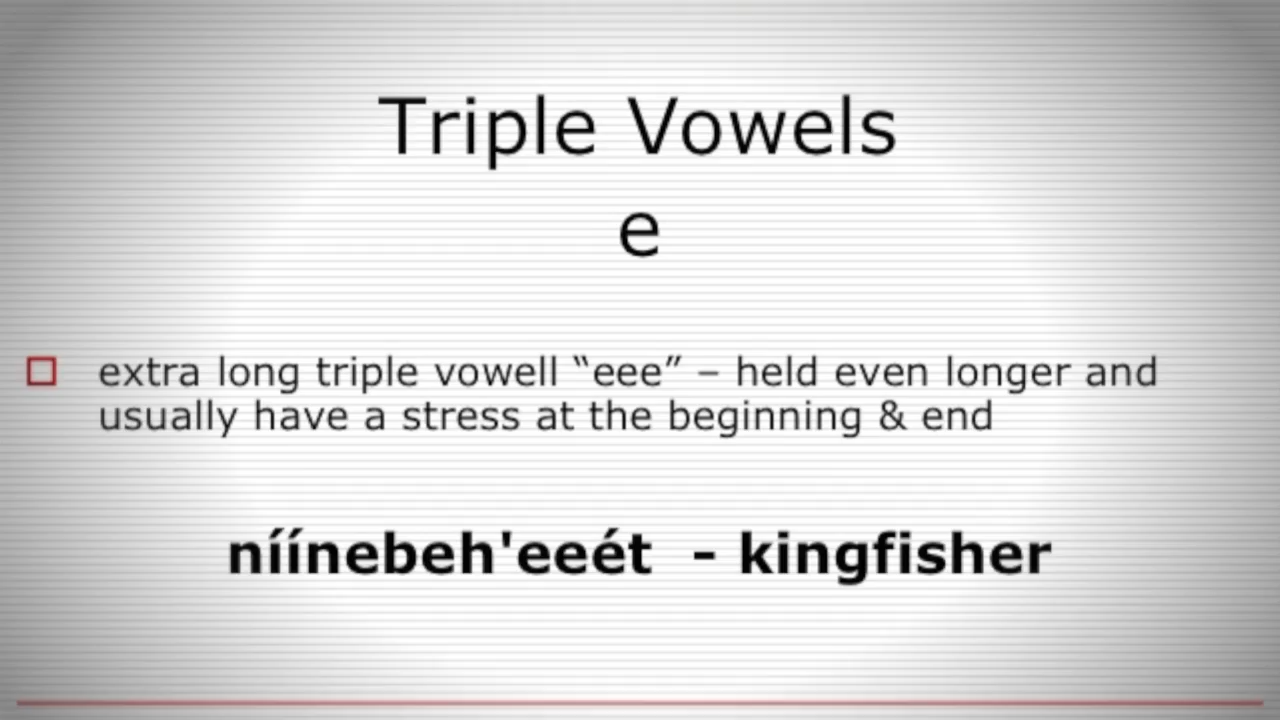 Triple Vowels
e
extra long triple vowell “eee” – held even longer and
usually have a stress at the beginning & end
níínebeh'eeét - kingfisher